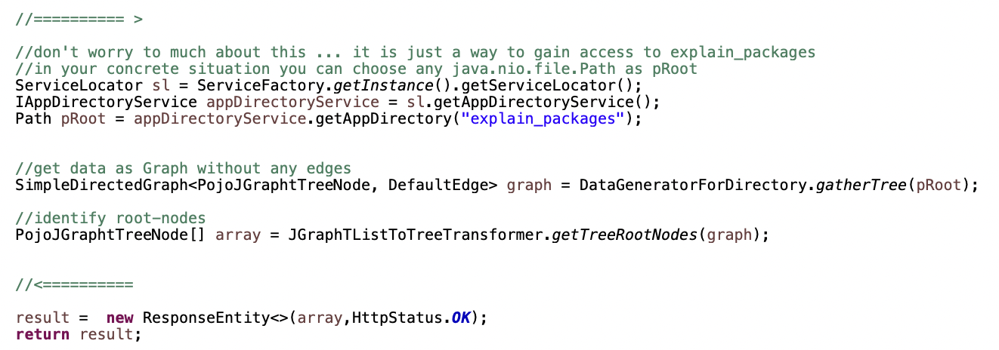 //========== >
//don't worry to much about this ... it is just a way to gain access to explain_packages
//in your concrete situation you can choose any java.nio.file.Path as pRoot
ServiceLocator sl = ServiceFactory.getInstance().getServiceLocator();
IAppDirectoryService appDirectoryService = sl.getAppDirectoryService();
Path pRoot = appDirectoryService.getAppDirectory("explain_packages");
//get data as Graph without any edges
SimpleDirectedGraph<PojoJGraphtTreeNode, DefaultEdge> graph = DataGeneratorForDirectory.gatherTree(pRoot);
//identify root-nodes
PojoJGraphtTreeNode[] array = JGraphTListToTreeTransformer.getTreeRootNodes(graph);
//<==========
result =  new ResponseEntity<>(array,HttpStatus.OK);
return result;